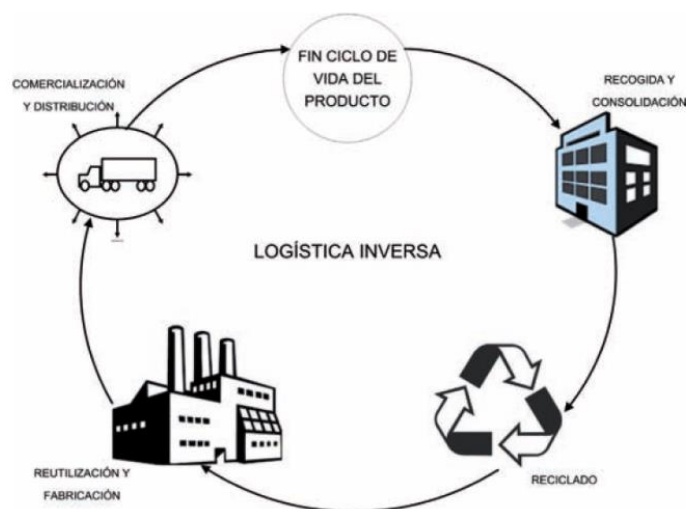 FIN CICLO DE
VIDA DEL
PRODUCTO
COMERCIALIZACIÓN
Y DISTRIBUCIÓN
RECOGIDA Y
CONSOLIDACIÓN
LOGÍSTICA INVERSA
REUTILIZACIÓN Y
FABRICACIÓN
RECICLADO